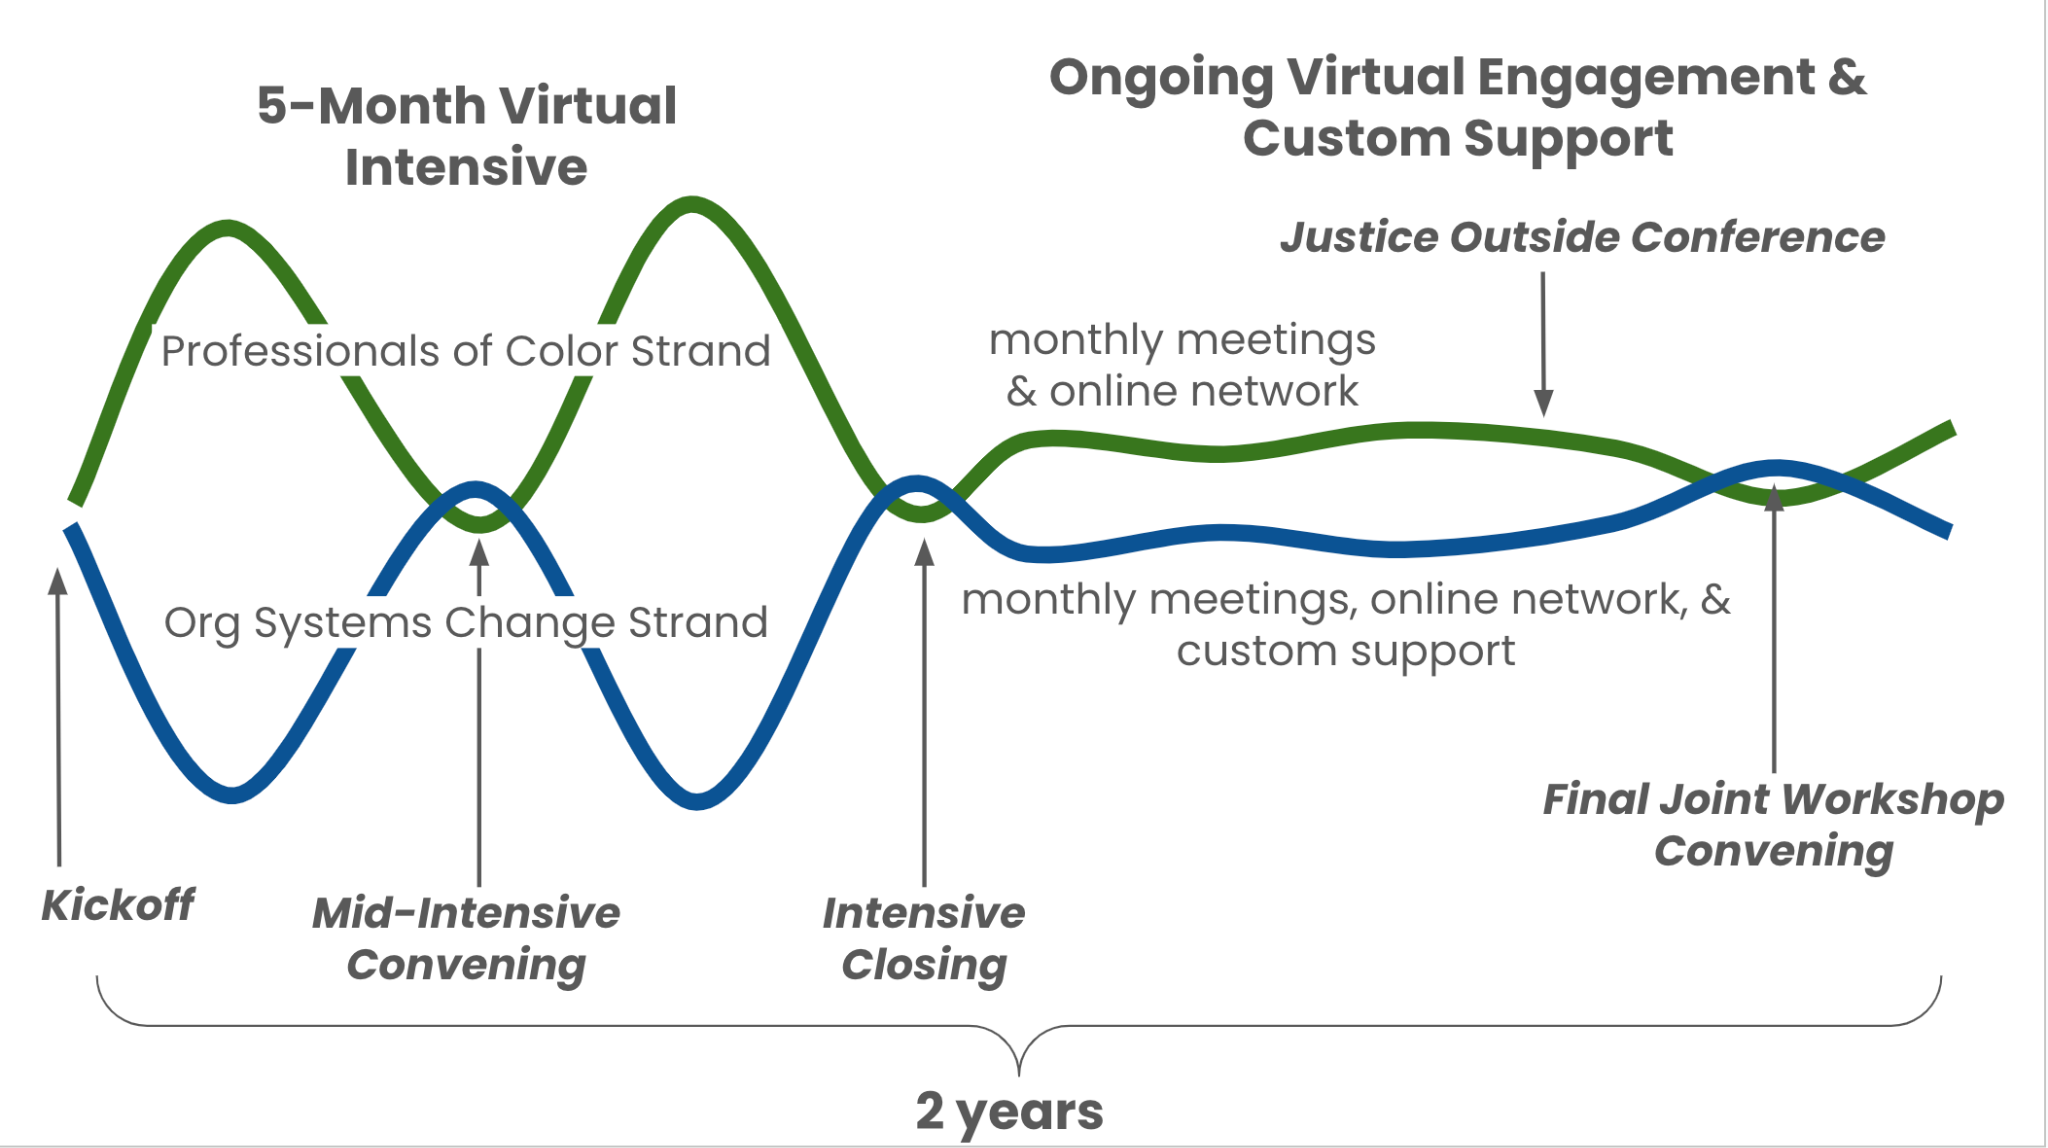 5-Month Virtual
Intensive
Ongoing Virtual Engagement &
Custom Support
Justice Outside Conference
Professionals of Color Strand
monthly meetings
& online network
Org Systems Change Strand
monthly meetings, online network, &
custom support
Final Joint Workshop
Convening
Kickoff
Mid-Intensive
Convening
Intensive
Closing
2 years